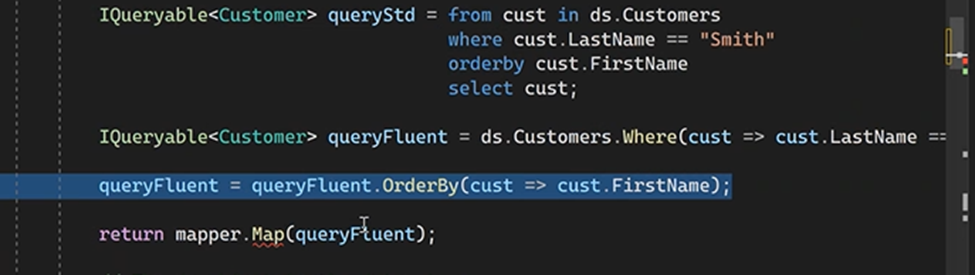 IQueryable<Customer> queryStd = from cust in ds.Customers
where cust.LastName == "Smith"
orderby cust.FirstName
select cust;
IQueryable<Customer> queryFluent = ds.Customers.Where(cust => cust.LastName ==
queryFluent = queryFluent.OrderBy(cust => cust.FirstName);
return mapper.Map(queryFluent);